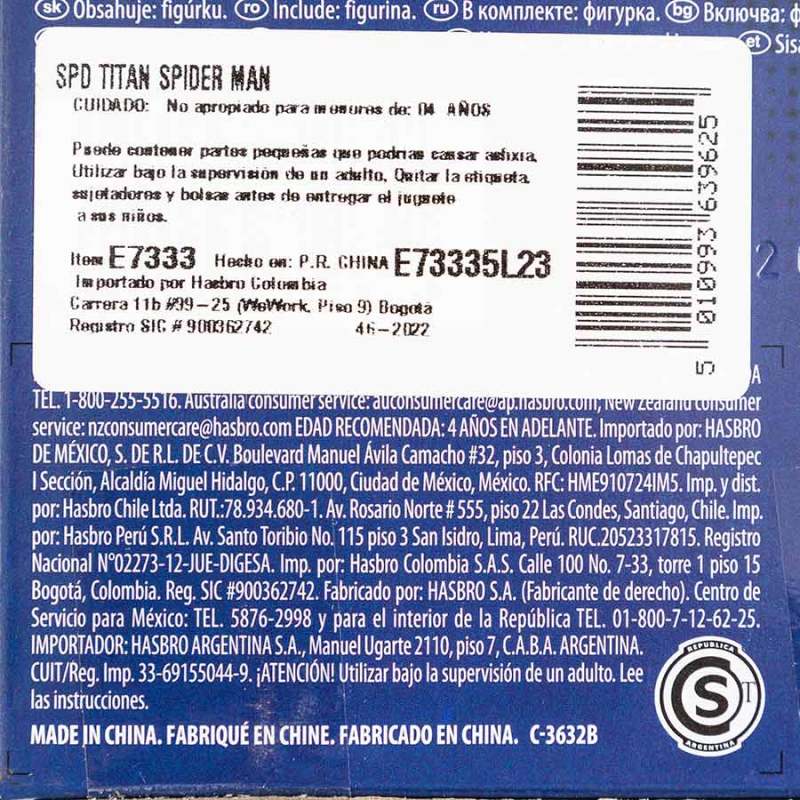 sk Obsahuje: figúrku. ro Include: figurina. ru В комплекте: фигурка. bg Включва:
et
SPD TITAN SPIDER MAN
CUIDADO: No apropiado para menores de: 04 AÑOS
Puede contener partes pequeñas que podrian causar asfixia,
Utilizar bajo la supervisión de un adulto, Quitar la etiqueta,
sujetadores y bolsas antes de entregar el juguete
a sus niños.
Item E7333 Hecho en: P.R. CHINA E73335L23
Importado por Hasbro Colombia
Carrera 11b #99-25 (WeWork, Piso 9) Bogotá
Registro SIC # 900362742 46-2022
5 010993 639625
TEL. 1-800-255-5516. Australia consumer service: auconsumercare@ap.hasbro.com, New Zealand consumer
service: nzconsumercare@hasbro.com EDAD RECOMENDADA: 4 AÑOS EN ADELANTE. Importado por: HASBRO
DE MÉXICO, S. DE R.L. DE C.V. Boulevard Manuel Ávila Camacho #32, piso 3, Colonia Lomas de Chapultepec
I Sección, Alcaldía Miguel Hidalgo, C.P. 11000, Ciudad de México, México. RFC: HME910724IM5. Imp. y dist.
por: Hasbro Chile Ltda. RUT.:78.934.680-1. Av. Rosario Norte # 555, piso 22 Las Condes, Santiago, Chile. Imp.
por: Hasbro Perú S.R.L. Av. Santo Toribio No. 115 piso 3 San Isidro, Lima, Perú. RUC.20523317815. Registro
Nacional N°02273-12-JUE-DIGESA. Imp. por: Hasbro Colombia S.A.S. Calle 100 No. 7-33, torre 1 piso 15
Bogotá, Colombia. Reg. SIC #900362742. Fabricado por: HASBRO S.A. (Fabricante de derecho). Centro de
Servicio para México: TEL. 5876-2998 y para el interior de la República TEL. 01-800-7-12-62-25.
IMPORTADOR: HASBRO ARGENTINA S.A., Manuel Ugarte 2110, piso 7, C.A.B.A. ARGENTINA.
CUIT/Reg. Imp. 33-69155044-9. ¡ATENCIÓN! Utilizar bajo la supervisión de un adulto. Lee
las instrucciones.
REPUBLICA
S T
ARGENTINA
MADE IN CHINA. FABRIQUÉ EN CHINE. FABRICADO EN CHINA. C-3632B